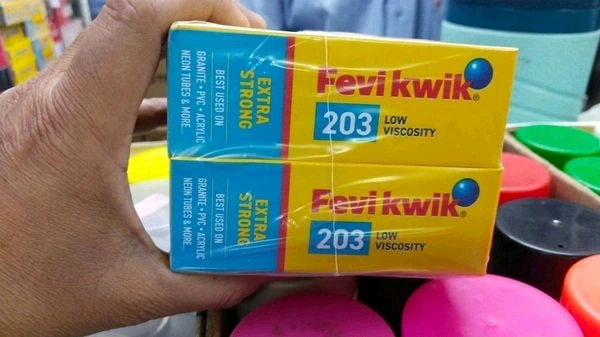 EXTRA
STRONG
BEST USED ON
GRANITE • PVC • ACRYLIC
NEON TUBES & MORE...
Fevi kwik®
203 LOW
VISCOSITY
EXTRA
STRONG
BEST USED ON
GRANITE • PVC • ACRYLIC
NEON TUBES & MORE...
Fevi kwik®
203 LOW
VISCOSITY